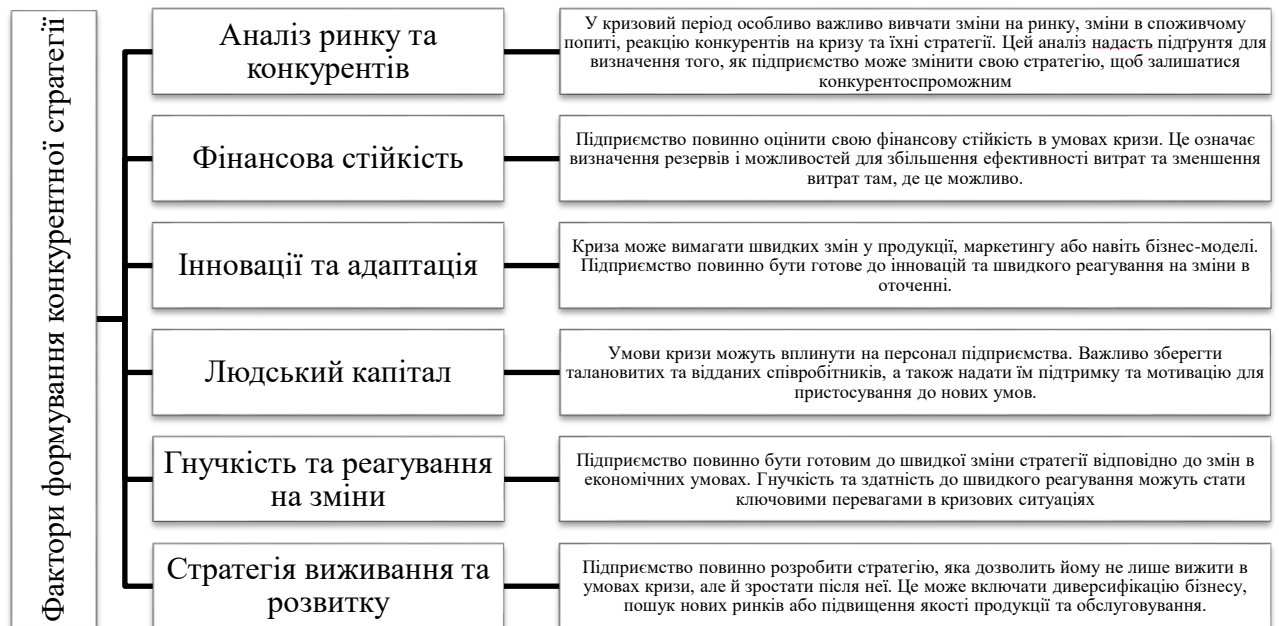 Фактори формування конкурентної стратегії
Аналіз ринку та
конкурентів
У кризовий період особливо важливо вивчати зміни на ринку, зміни в споживчому
попиті, реакцію конкурентів на кризу та їхні стратегії. Цей аналіз надасть підґрунтя для
визначення того, як підприємство може змінити свою стратегію, щоб залишатися
конкурентоспроможним
Фінансова стійкість
Підприємство повинно оцінити свою фінансову стійкість в умовах кризи. Це означає
визначення резервів і можливостей для збільшення ефективності витрат та зменшення
витрат там, де це можливо.
Інновації та адаптація
Криза може вимагати швидких змін у продукції, маркетингу або навіть бізнес-моделі.
Підприємство повинно бути готове до інновацій та швидкого реагування на зміни в
оточенні.
Людський капітал
Умови кризи можуть вплинути на персонал підприємства. Важливо зберегти
талановитих та відданих співробітників, а також надати їм підтримку та мотивацію для
пристосування до нових умов.
Гнучкість та реагування
на зміни
Підприємство повинно бути готовим до швидкої зміни стратегії відповідно до змін в
економічних умовах. Гнучкість та здатність до швидкого реагування можуть стати
ключовими перевагами в кризових ситуаціях
Стратегія виживання та
розвитку
Підприємство повинно розробити стратегію, яка дозволить йому не лише вижити в
умовах кризи, але й зростати після неї. Це може включати диверсифікацію бізнесу,
пошук нових ринків або підвищення якості продукції та обслуговування.